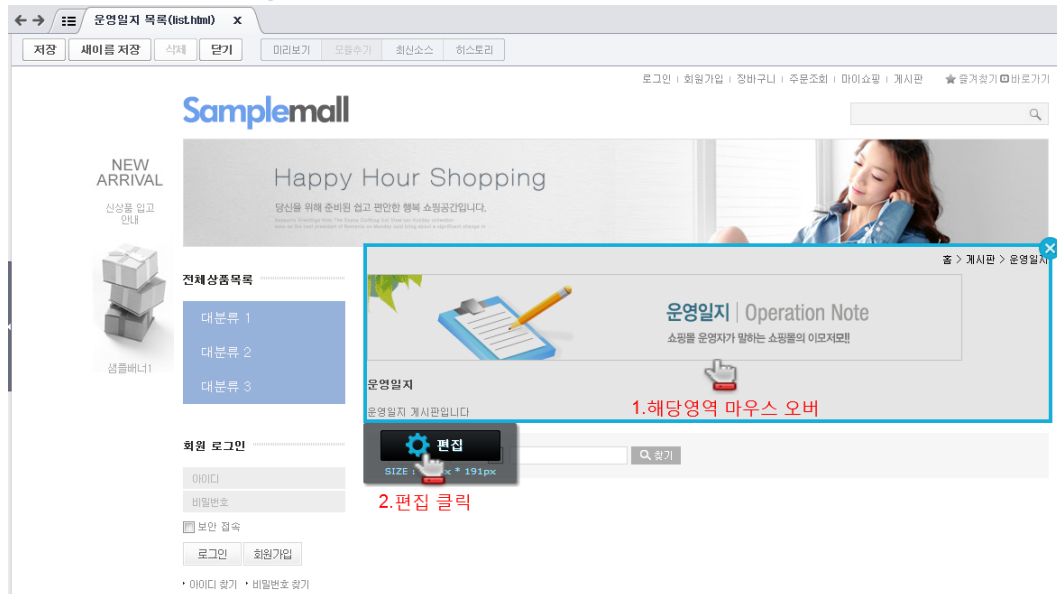 운영일지 목록(list.html) x
저장 새이름 저장 삭제 닫기 미리보기 모듈추가 최신소스 히스토리
로그인 회원가입 장바구니 주문조회 마이쇼핑 게시판 즐겨찾기 바로가기
Samplemall
NEW
ARRIVAL
신상품 입고
안내
샘플배너1
Happy Hour Shopping
당신을 위해 준비된 쉽고 편안한 행복 쇼핑공간입니다.
홈 > 게시판 > 운영일지
전체상품목록
대분류 1
대분류 2
대분류 3
운영일지 | Operation Note
쇼핑몰 운영자가 말하는 쇼핑몰의 이모저모!!
1.해당영역 마우스 오버
운영일지
운영일지 게시판입니다
편집
SIZE : x * 191px
찾기
2.편집 클릭
회원 로그인
아이디
비밀번호
보안 접속
로그인 회원가입
아이디 찾기 비밀번호 찾기